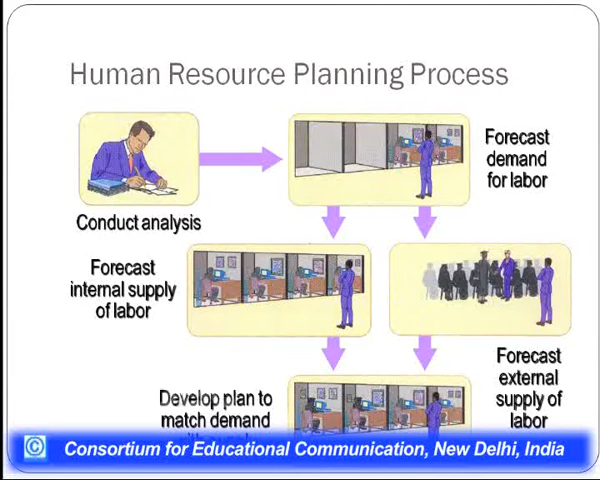 Human Resource Planning Process
Forecast
demand
for labor
Conduct analysis
Forecast
internal supply
of labor
Forecast
external
supply of
labor
Develop plan to
match demand
© Consortium for Educational Communication, New Delhi, India